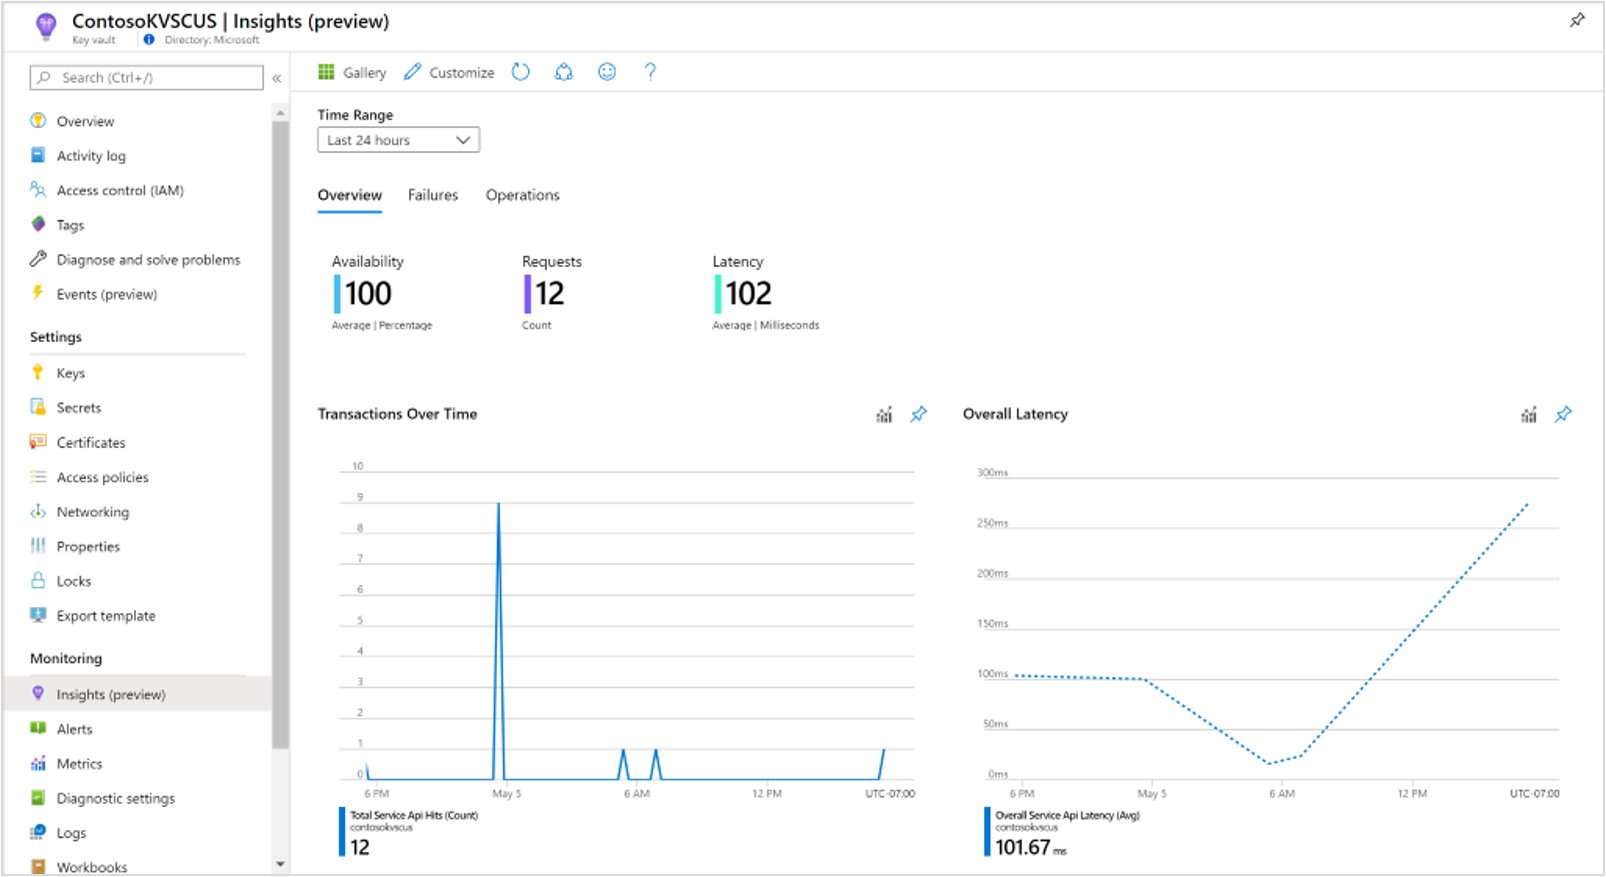 ContosoKVSCUS | Insights (preview)
Key vault
Directory: Microsoft
Search (Ctrl+/)
«
Overview
Activity log
Access control (IAM)
Tags
Diagnose and solve problems
Events (preview)
Settings
Keys
Secrets
Certificates
Access policies
Networking
Properties
Locks
Export template
Monitoring
Insights (preview)
Alerts
Metrics
Diagnostic settings
Logs
Workbooks
Gallery
Customize
?
Time Range
Last 24 hours
Overview
Failures
Operations
Availability
100
Average | Percentage
Requests
12
Count
Latency
102
Average | Milliseconds
Transactions Over Time
10
9
8
7
6
5
4
3
2
1
0
6 PM
May 5
6 AM
12 PM
UTC-07:00
Total Service Api Hits (Count)
contosokvscus
12
Overall Latency
300ms
250ms
200ms
150ms
100ms
50ms
0ms
6 PM
May 5
6 AM
12 PM
UTC-07:00
Overall Service Api Latency (Avg)
contosokvscus
101.67 ms